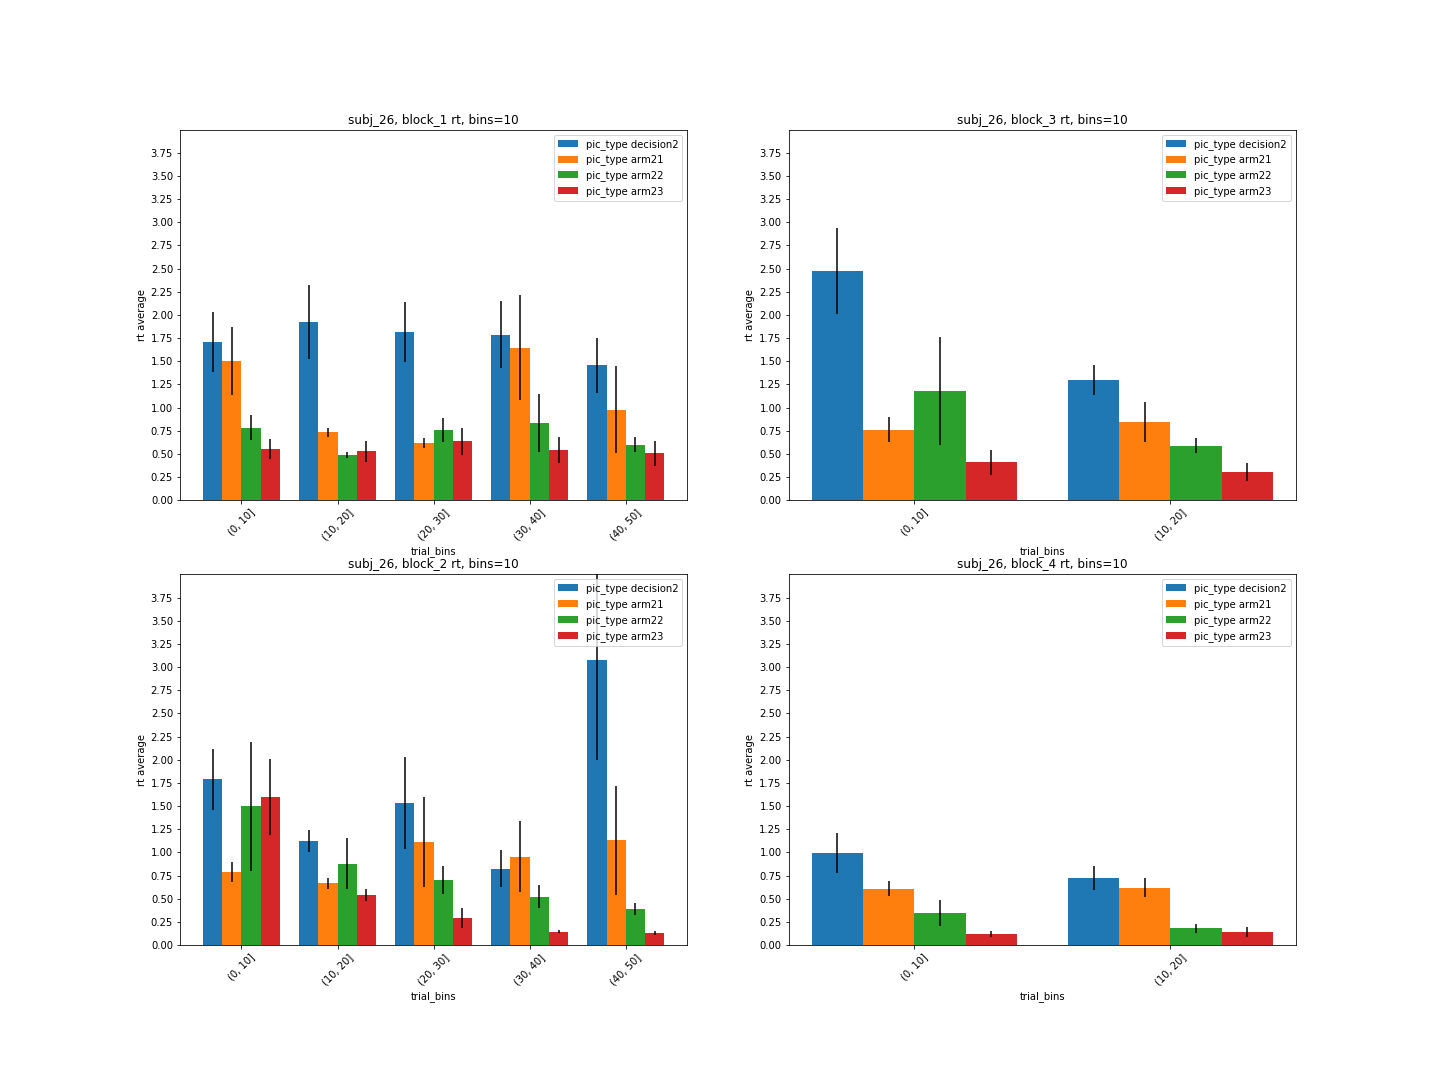 subj_26, block_1 rt, bins=10
pic_type decision2
pic_type arm21
pic_type arm22
pic_type arm23
3.75
3.50
3.25
3.00
2.75
2.50
2.25
2.00
1.75
1.50
1.25
1.00
0.75
0.50
0.25
0.00
rt average
(0, 10]
(10, 20]
(20, 30]
(30, 40]
(40, 50]
trial_bins
subj_26, block_3 rt, bins=10
pic_type decision2
pic_type arm21
pic_type arm22
pic_type arm23
3.75
3.50
3.25
3.00
2.75
2.50
2.25
2.00
1.75
1.50
1.25
1.00
0.75
0.50
0.25
0.00
rt average
(0, 10]
(10, 20]
trial_bins
subj_26, block_2 rt, bins=10
pic_type decision2
pic_type arm21
pic_type arm22
pic_type arm23
3.75
3.50
3.25
3.00
2.75
2.50
2.25
2.00
1.75
1.50
1.25
1.00
0.75
0.50
0.25
0.00
rt average
(0, 10]
(10, 20]
(20, 30]
(30, 40]
(40, 50]
trial_bins
subj_26, block_4 rt, bins=10
pic_type decision2
pic_type arm21
pic_type arm22
pic_type arm23
3.75
3.50
3.25
3.00
2.75
2.50
2.25
2.00
1.75
1.50
1.25
1.00
0.75
0.50
0.25
0.00
rt average
(0, 10]
(10, 20]
trial_bins